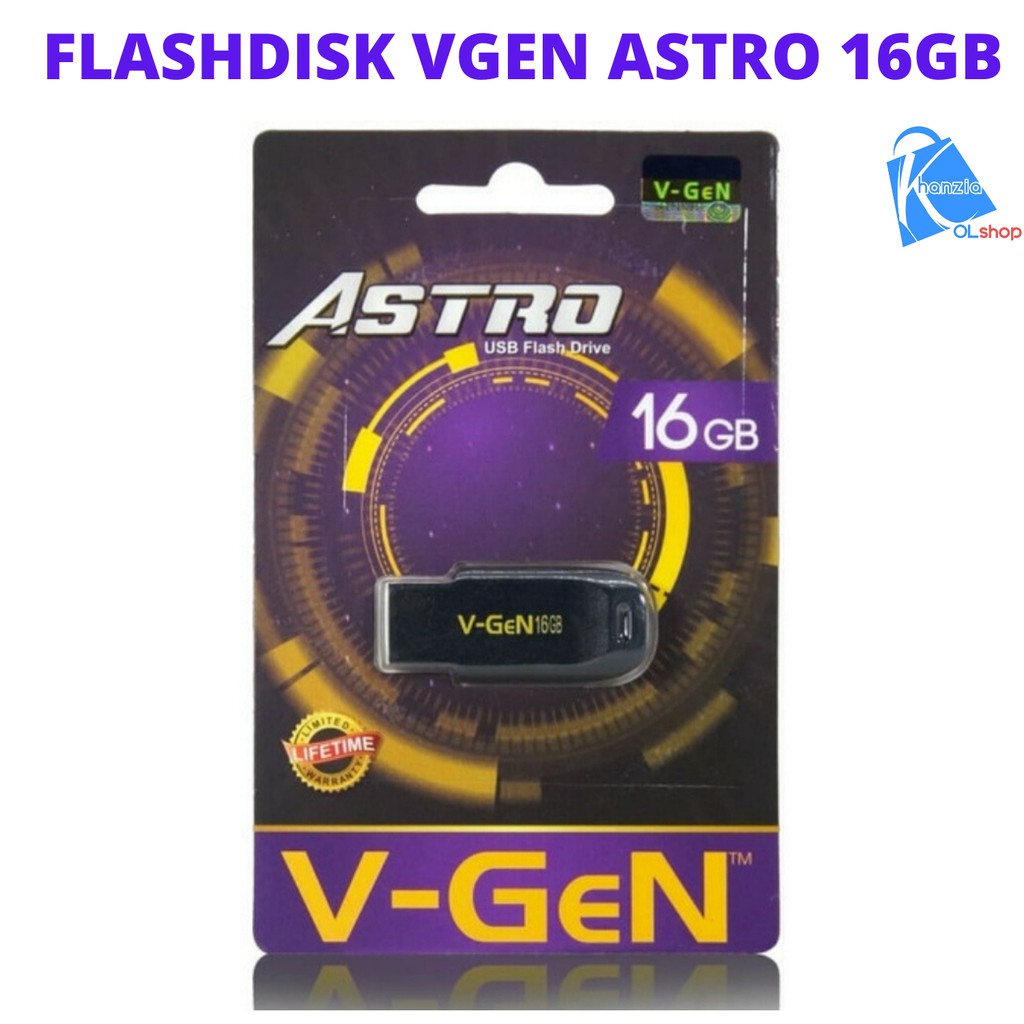 FLASHDISK VGEN ASTRO 16GB
V-GeN
Khanzia
OLshop
ASTRO
USB Flash Drive
16 GB
V-GeN 16GB
LIMITED
LIFETIME
WARRANTY
V-GeN™